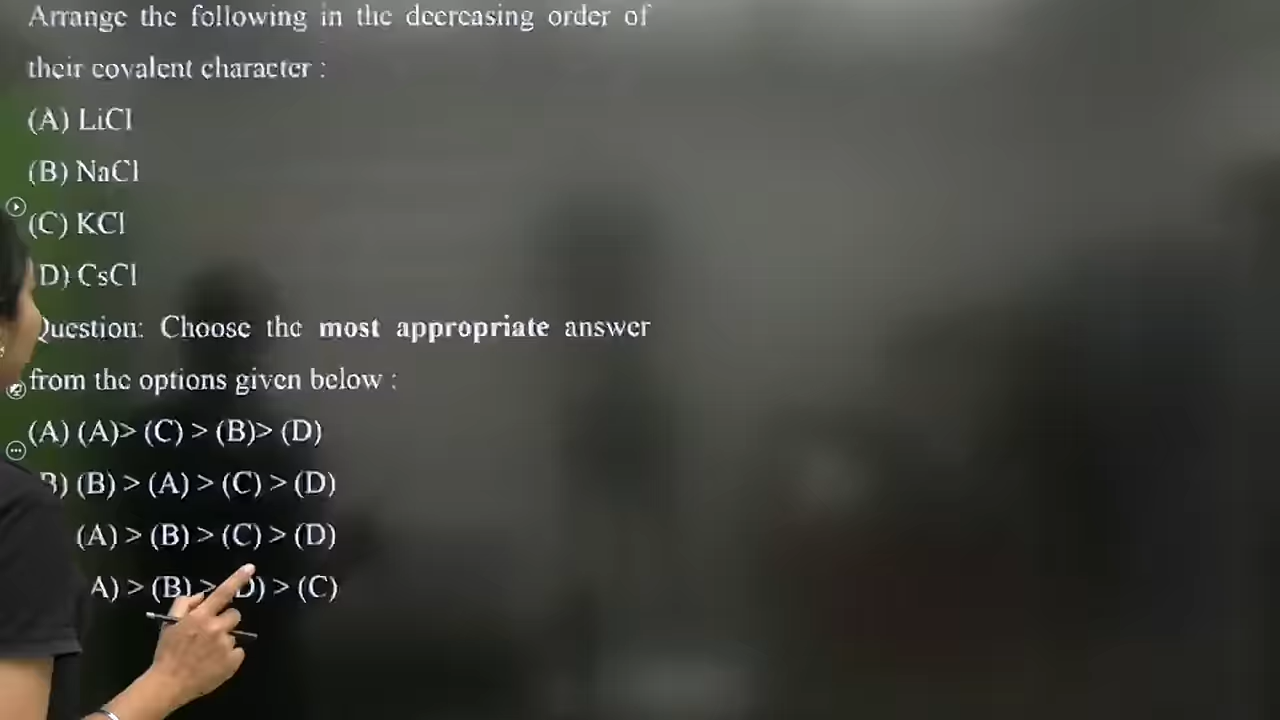 Arrange the following in the decreasing order of
their covalent character :
(A) LiCl
(B) NaCl
(C) KCl
D) CsCl
Question: Choose the most appropriate answer
from the options given below :
(A) (A)> (C) > (B)> (D)
B) (B) > (A) > (C) > (D)
(A) > (B) > (C) > (D)
A) > (B) > D) > (C)